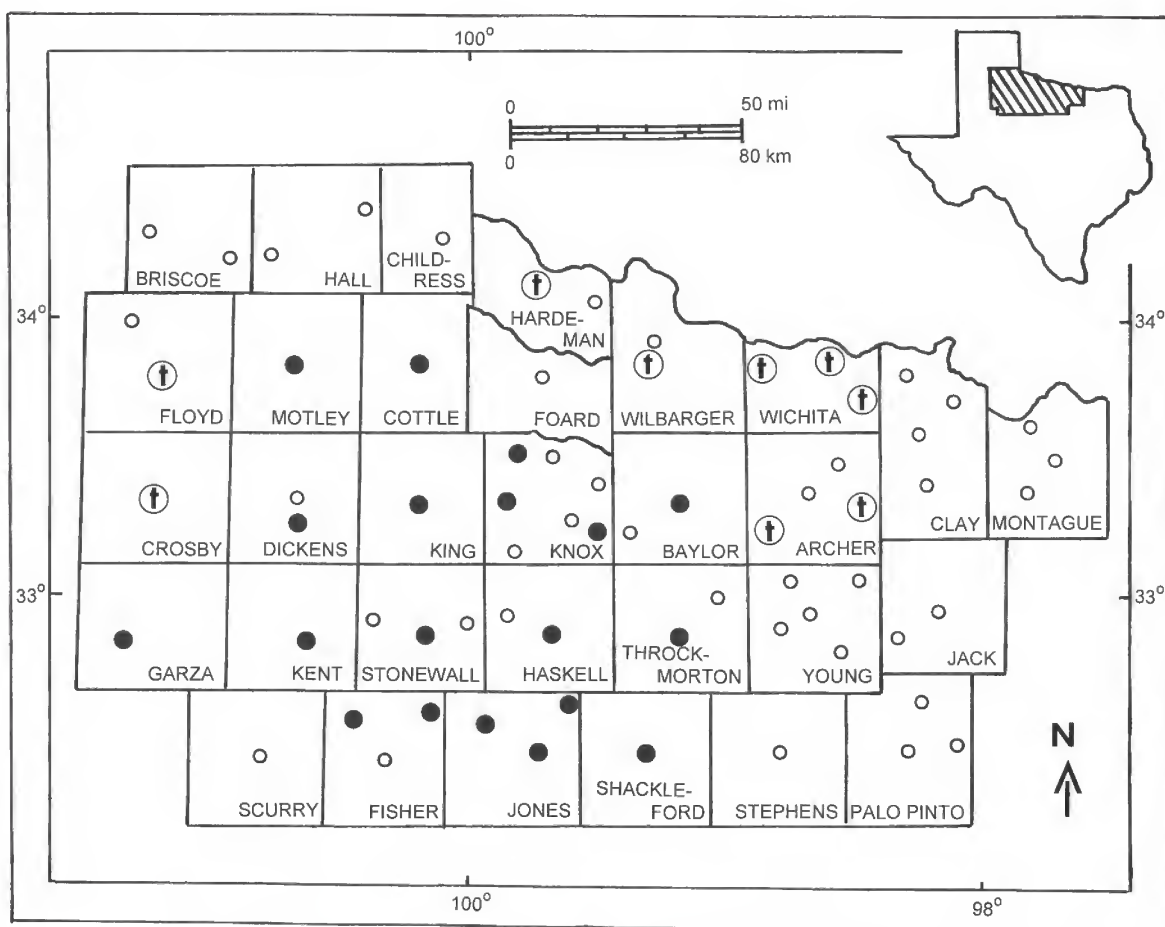 100°
0 50 mi
0 80 km
BRISCOE
HALL
CHILD-
RESS
34°
34°
HARDE-
MAN
FLOYD
MOTLEY
COTTLE
FOARD
WILBARGER
WICHITA
CROSBY
DICKENS
KING
KNOX
BAYLOR
ARCHER
CLAY
MONTAGUE
33°
33°
GARZA
KENT
STONEWALL
HASKELL
THROCK-
MORTON
YOUNG
JACK
N
SCURRY
FISHER
JONES
SHACKLE-
FORD
STEPHENS
PALO PINTO
100°
98°